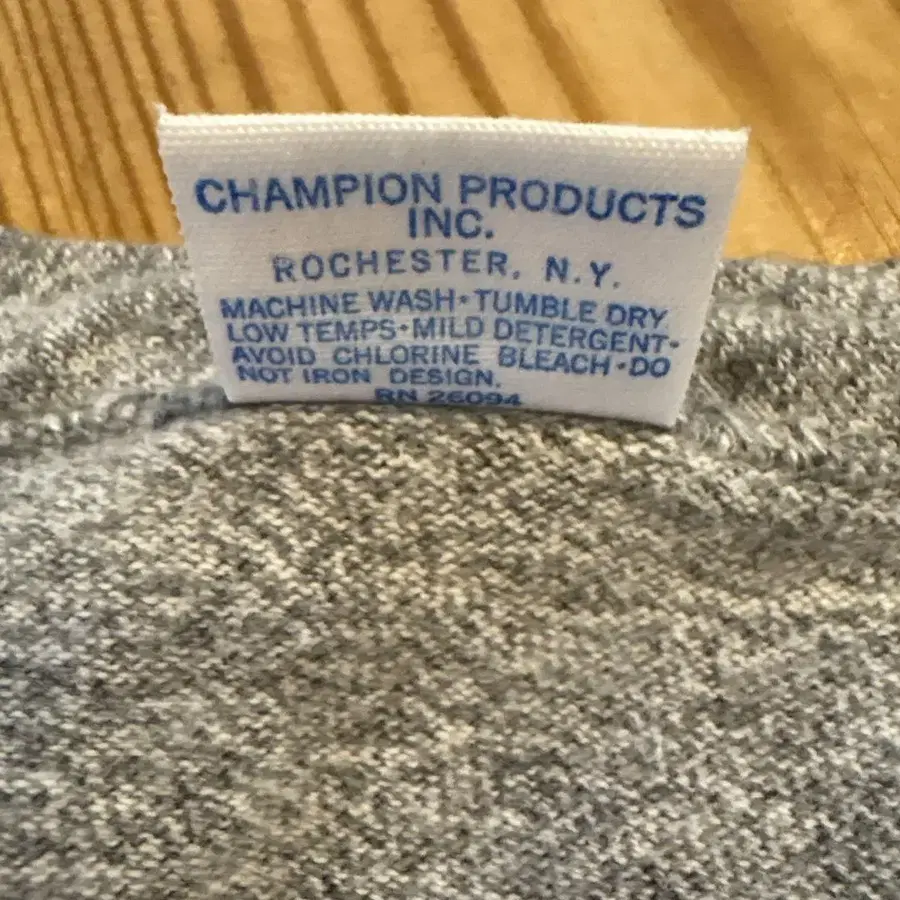 CHAMPION PRODUCTS
INC.
ROCHESTER, N.Y.
MACHINE WASH • TUMBLE DRY
LOW TEMPS • MILD DETERGENT •
AVOID CHLORINE BLEACH • DO
NOT IRON DESIGN.
RN 26094